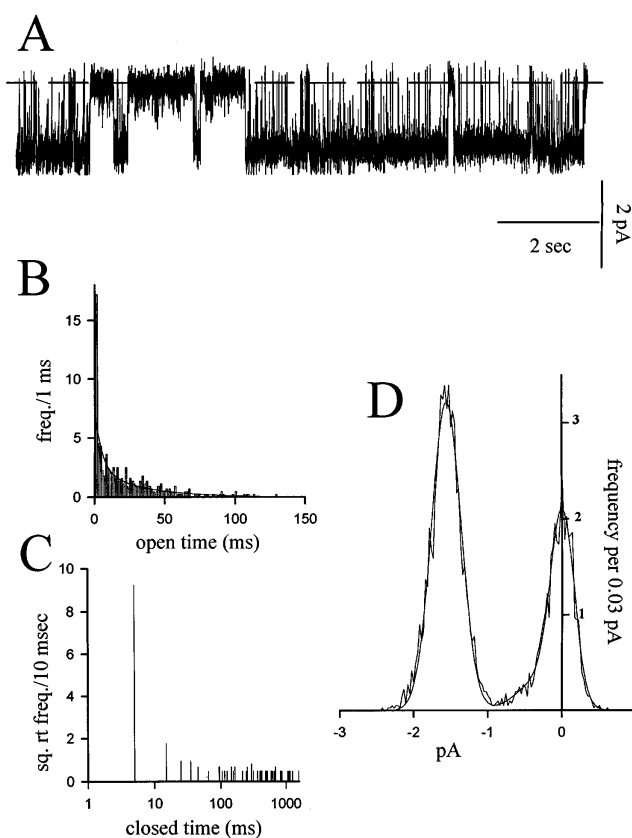 A
2 pA
2 sec
B
15
10
5
0
freq./1 ms
0
50
100
150
open time (ms)
C
10
8
6
4
2
0
sq. rt freq./10 msec
1
10
100
1000
closed time (ms)
D
3
2
1
frequency per 0.03 pA
-3
-2
-1
0
pA